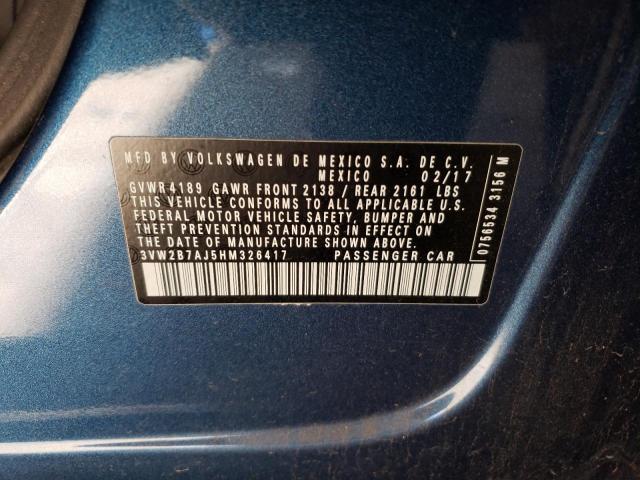 MFD BY VOLKSWAGEN DE MEXICO S.A. DE C.V.
MEXICO 02/17
GVWR 4189 GAWR FRONT 2138 / REAR 2161 LBS
THIS VEHICLE CONFORMS TO ALL APPLICABLE U.S.
FEDERAL MOTOR VEHICLE SAFETY, BUMPER AND
THEFT PREVENTION STANDARDS IN EFFECT ON
THE DATE OF MANUFACTURE SHOWN ABOVE.
3VW2B7AJ5HM326417 PASSENGER CAR
0756534 3156 M